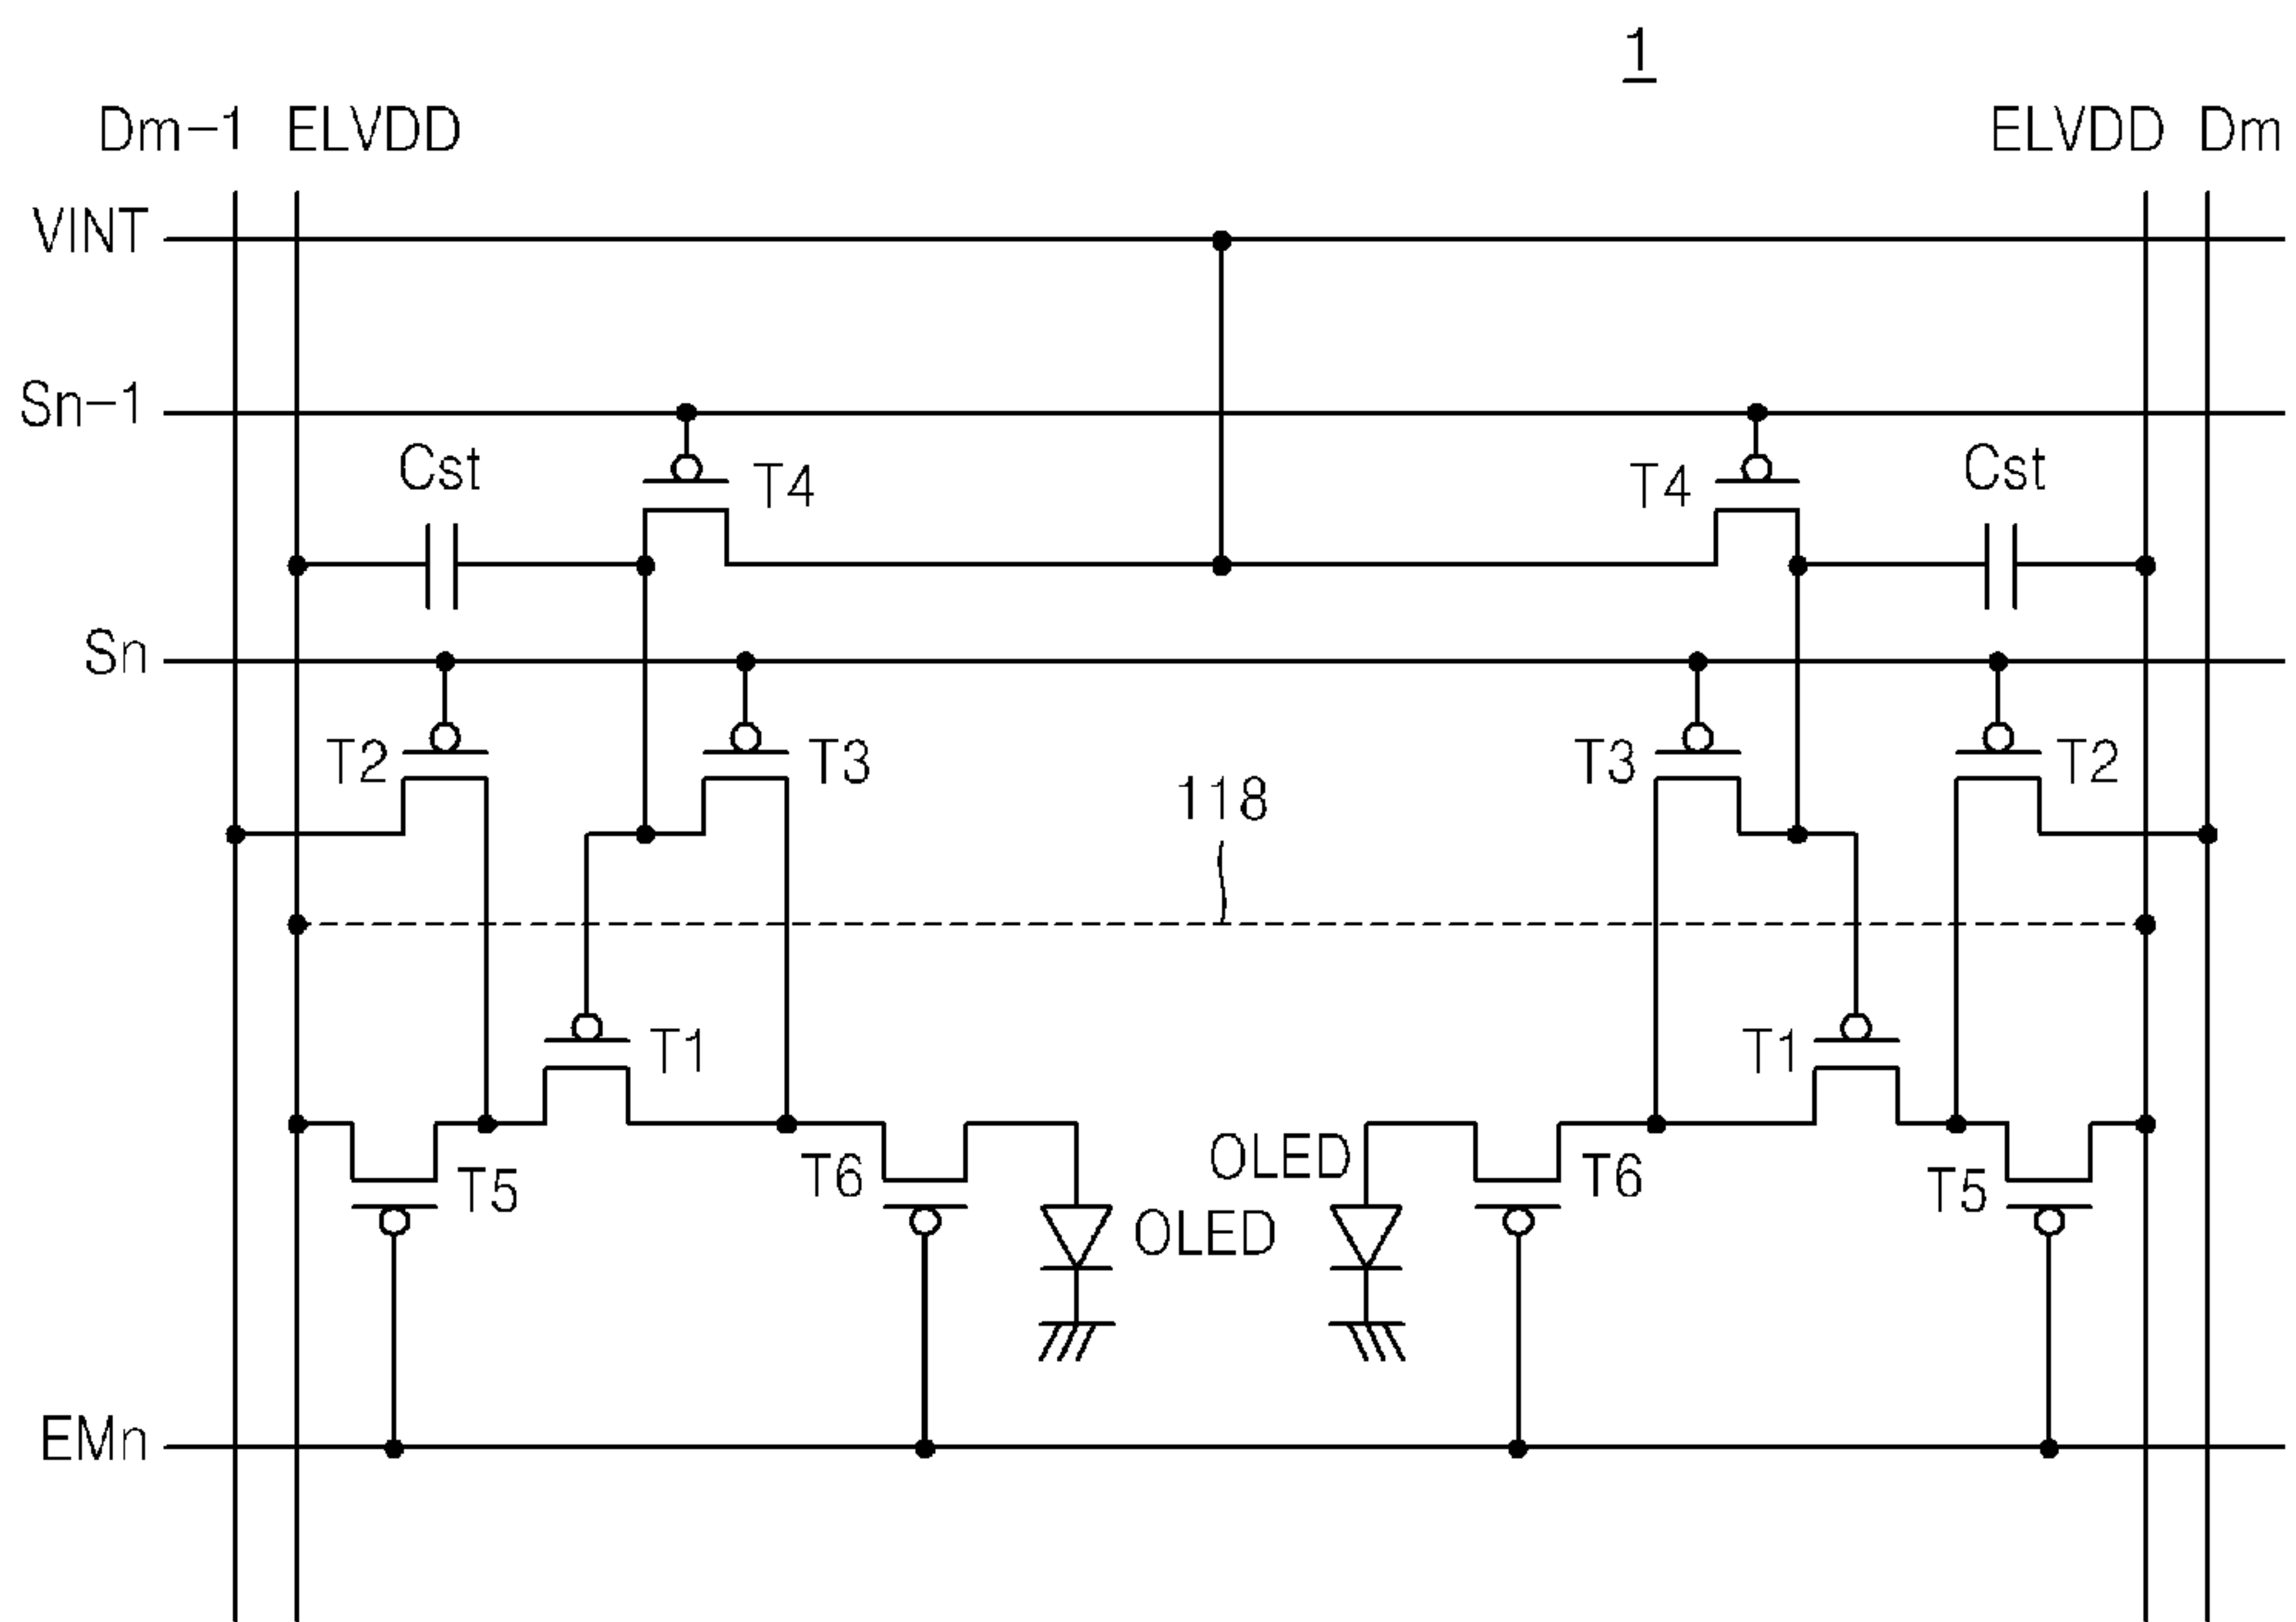 1
Dm-1 ELVDD ELVDD Dm
VINT
Sn-1
Cst T4 T4 Cst
Sn
T2 T3 T3 T2
118
T1 T1
OLED
T5 T6 T6 T5
OLED
EMn